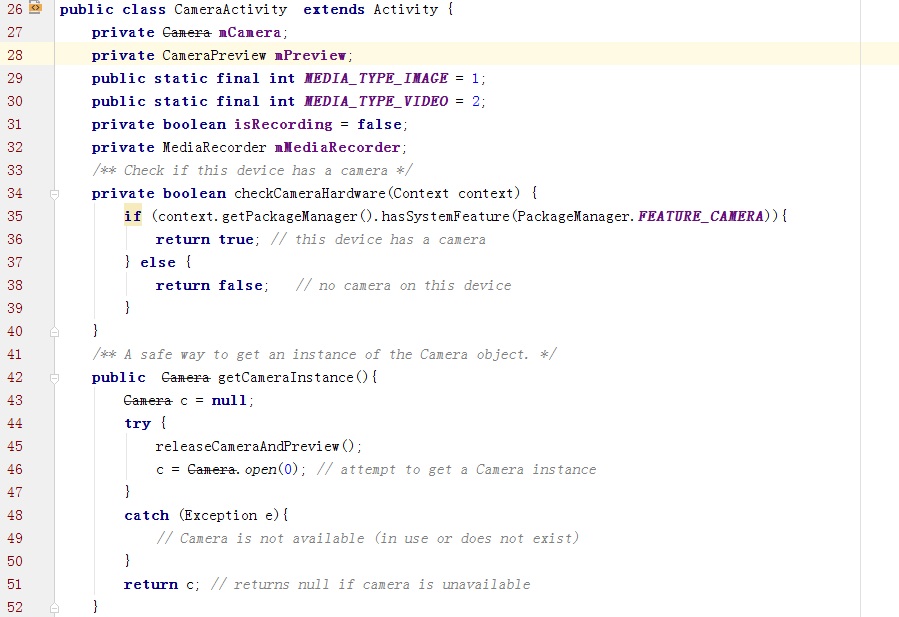 26 public class CameraActivity  extends Activity {
27     private Camera mCamera;
28     private CameraPreview mPreview;
29     public static final int MEDIA_TYPE_IMAGE = 1;
30     public static final int MEDIA_TYPE_VIDEO = 2;
31     private boolean isRecording = false;
32     private MediaRecorder mMediaRecorder;
33     /** Check if this device has a camera */
34     private boolean checkCameraHardware(Context context) {
35         if (context.getPackageManager().hasSystemFeature(PackageManager.FEATURE_CAMERA)){
36             return true; // this device has a camera
37         } else {
38             return false;   // no camera on this device
39         }
40     }
41     /** A safe way to get an instance of the Camera object. */
42     public  Camera getCameraInstance(){
43         Camera c = null;
44         try {
45             releaseCameraAndPreview();
46             c = Camera.open(0); // attempt to get a Camera instance
47         }
48         catch (Exception e){
49             // Camera is not available (in use or does not exist)
50         }
51         return c; // returns null if camera is unavailable
52     }